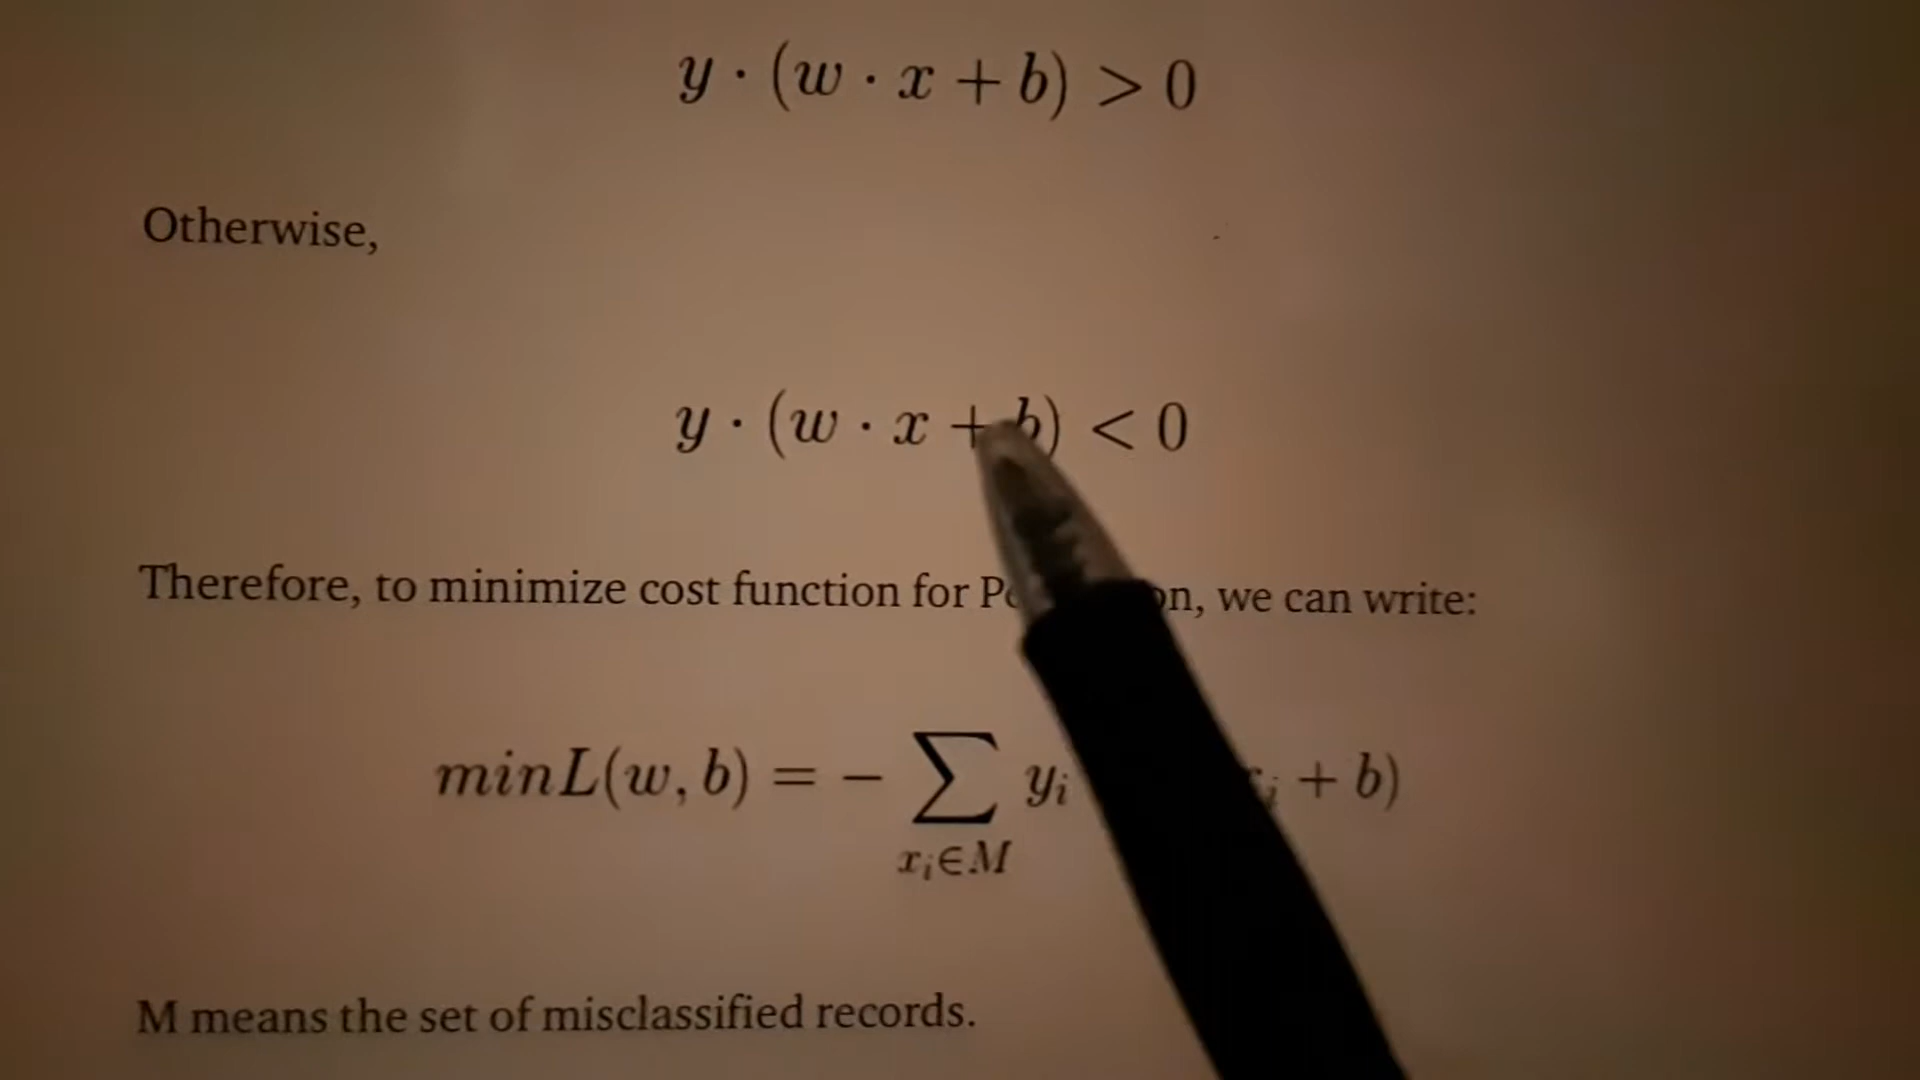 y · (w · x + b) > 0
Otherwise,
y · (w · x + b) < 0
Therefore, to minimize cost function for we can write:
minL(w, b) = − ∑ yᵢ + b)
xᵢ∈M
M means the set of misclassified records.